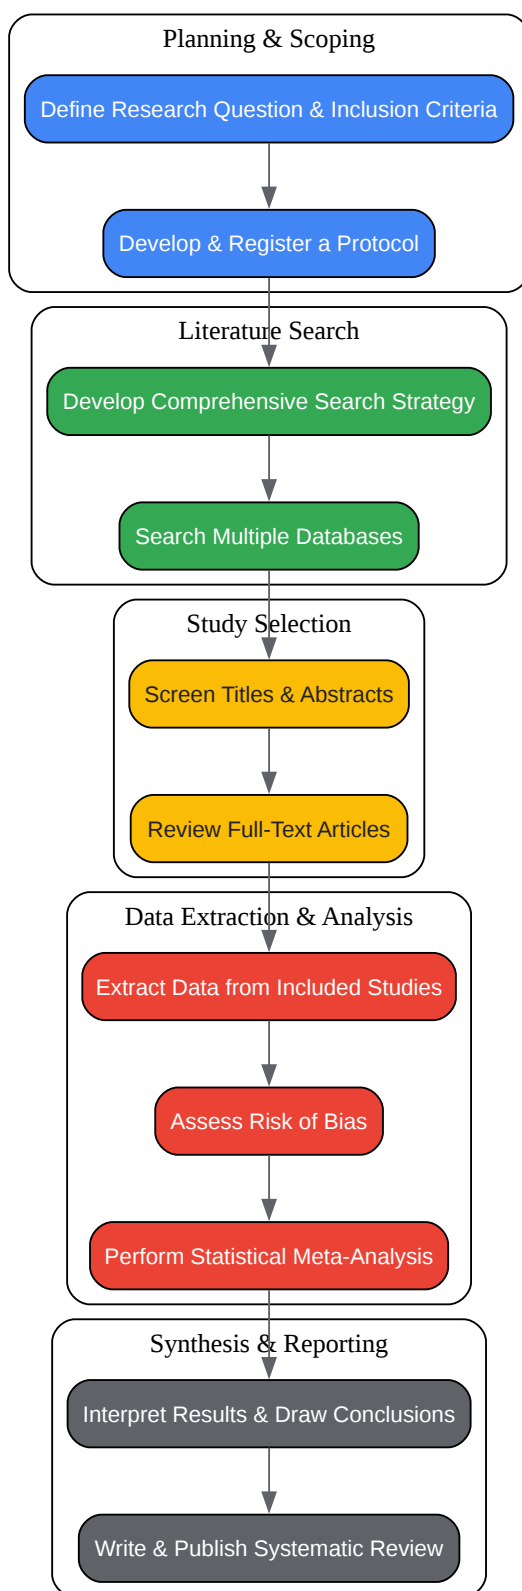 Planning & Scoping
Define Research Question & Inclusion Criteria
Develop & Register a Protocol
Literature Search
Develop Comprehensive Search Strategy
Search Multiple Databases
Study Selection
Screen Titles & Abstracts
Review Full-Text Articles
Data Extraction & Analysis
Extract Data from Included Studies
Assess Risk of Bias
Perform Statistical Meta-Analysis
Synthesis & Reporting
Interpret Results & Draw Conclusions
Write & Publish Systematic Review